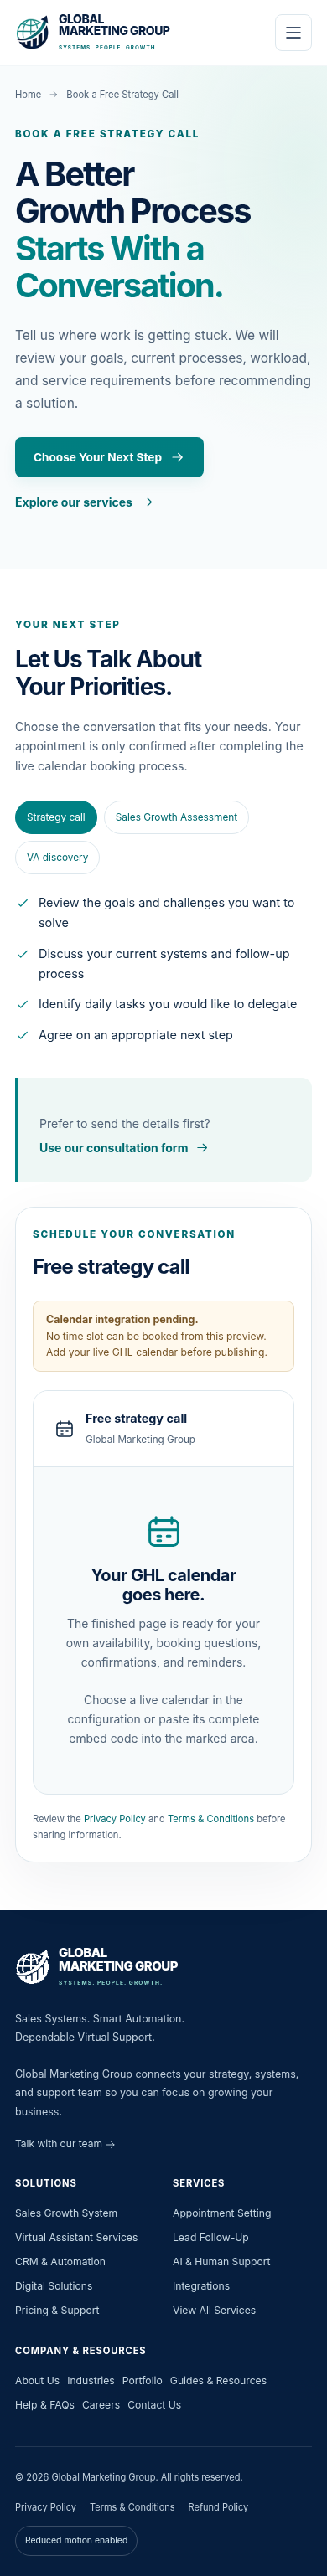 GLOBAL
MARKETING GROUP
SYSTEMS. PEOPLE. GROWTH.
Home → Book a Free Strategy Call
BOOK A FREE STRATEGY CALL
A Better
Growth Process
Starts With a
Conversation.
Tell us where work is getting stuck. We will
review your goals, current processes, workload,
and service requirements before recommending
a solution.
Choose Your Next Step →
Explore our services →
YOUR NEXT STEP
Let Us Talk About
Your Priorities.
Choose the conversation that fits your needs. Your
appointment is only confirmed after completing the
live calendar booking process.
Strategy call Sales Growth Assessment
VA discovery
Review the goals and challenges you want to
solve
Discuss your current systems and follow-up
process
Identify daily tasks you would like to delegate
Agree on an appropriate next step
Prefer to send the details first?
Use our consultation form →
SCHEDULE YOUR CONVERSATION
Free strategy call
Calendar integration pending.
No time slot can be booked from this preview.
Add your live GHL calendar before publishing.
Free strategy call
Global Marketing Group
Your GHL calendar
goes here.
The finished page is ready for your
own availability, booking questions,
confirmations, and reminders.
Choose a live calendar in the
configuration or paste its complete
embed code into the marked area.
Review the Privacy Policy and Terms & Conditions before
sharing information.
GLOBAL
MARKETING GROUP
SYSTEMS. PEOPLE. GROWTH.
Sales Systems. Smart Automation.
Dependable Virtual Support.
Global Marketing Group connects your strategy, systems,
and support team so you can focus on growing your
business.
Talk with our team →
SOLUTIONS
Sales Growth System
Virtual Assistant Services
CRM & Automation
Digital Solutions
Pricing & Support
SERVICES
Appointment Setting
Lead Follow-Up
AI & Human Support
Integrations
View All Services
COMPANY & RESOURCES
About Us Industries Portfolio Guides & Resources
Help & FAQs Careers Contact Us
© 2026 Global Marketing Group. All rights reserved.
Privacy Policy Terms & Conditions Refund Policy
Reduced motion enabled